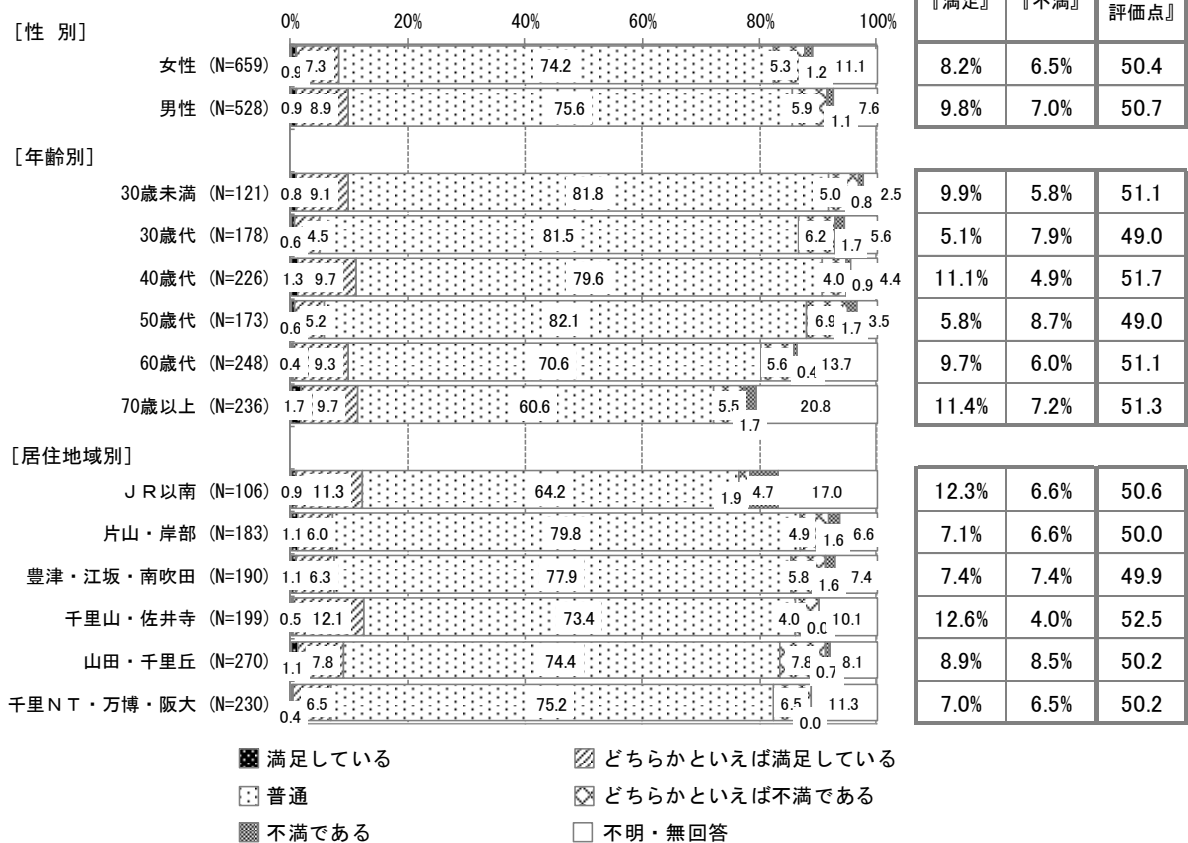 『満足』 『不満』 評価点』
0% 20% 40% 60% 80% 100%
［性 別］
女性 (N=659) 0.9 7.3 74.2 5.3 1.2 11.1 8.2% 6.5% 50.4
男性 (N=528) 0.9 8.9 75.6 5.9 1.1 7.6 9.8% 7.0% 50.7
［年齢別］
30歳未満 (N=121) 0.8 9.1 81.8 5.0 0.8 2.5 9.9% 5.8% 51.1
30歳代 (N=178) 0.6 4.5 81.5 6.2 1.7 5.6 5.1% 7.9% 49.0
40歳代 (N=226) 1.3 9.7 79.6 4.0 0.9 4.4 11.1% 4.9% 51.7
50歳代 (N=173) 0.6 5.2 82.1 6.9 1.7 3.5 5.8% 8.7% 49.0
60歳代 (N=248) 0.4 9.3 70.6 5.6 0.4 13.7 9.7% 6.0% 51.1
70歳以上 (N=236) 1.7 9.7 60.6 5.5 1.7 20.8 11.4% 7.2% 51.3
［居住地域別］
ＪＲ以南 (N=106) 0.9 11.3 64.2 1.9 4.7 17.0 12.3% 6.6% 50.6
片山・岸部 (N=183) 1.1 6.0 79.8 4.9 1.6 6.6 7.1% 6.6% 50.0
豊津・江坂・南吹田 (N=190) 1.1 6.3 77.9 5.8 1.6 7.4 7.4% 7.4% 49.9
千里山・佐井寺 (N=199) 0.5 12.1 73.4 4.0 0.0 10.1 12.6% 4.0% 52.5
山田・千里丘 (N=270) 1.1 7.8 74.4 7.8 0.7 8.1 8.9% 8.5% 50.2
千里ＮＴ・万博・阪大 (N=230) 0.4 6.5 75.2 6.5 0.0 11.3 7.0% 6.5% 50.2
満足している どちらかといえば満足している
普通 どちらかといえば不満である
不満である 不明・無回答